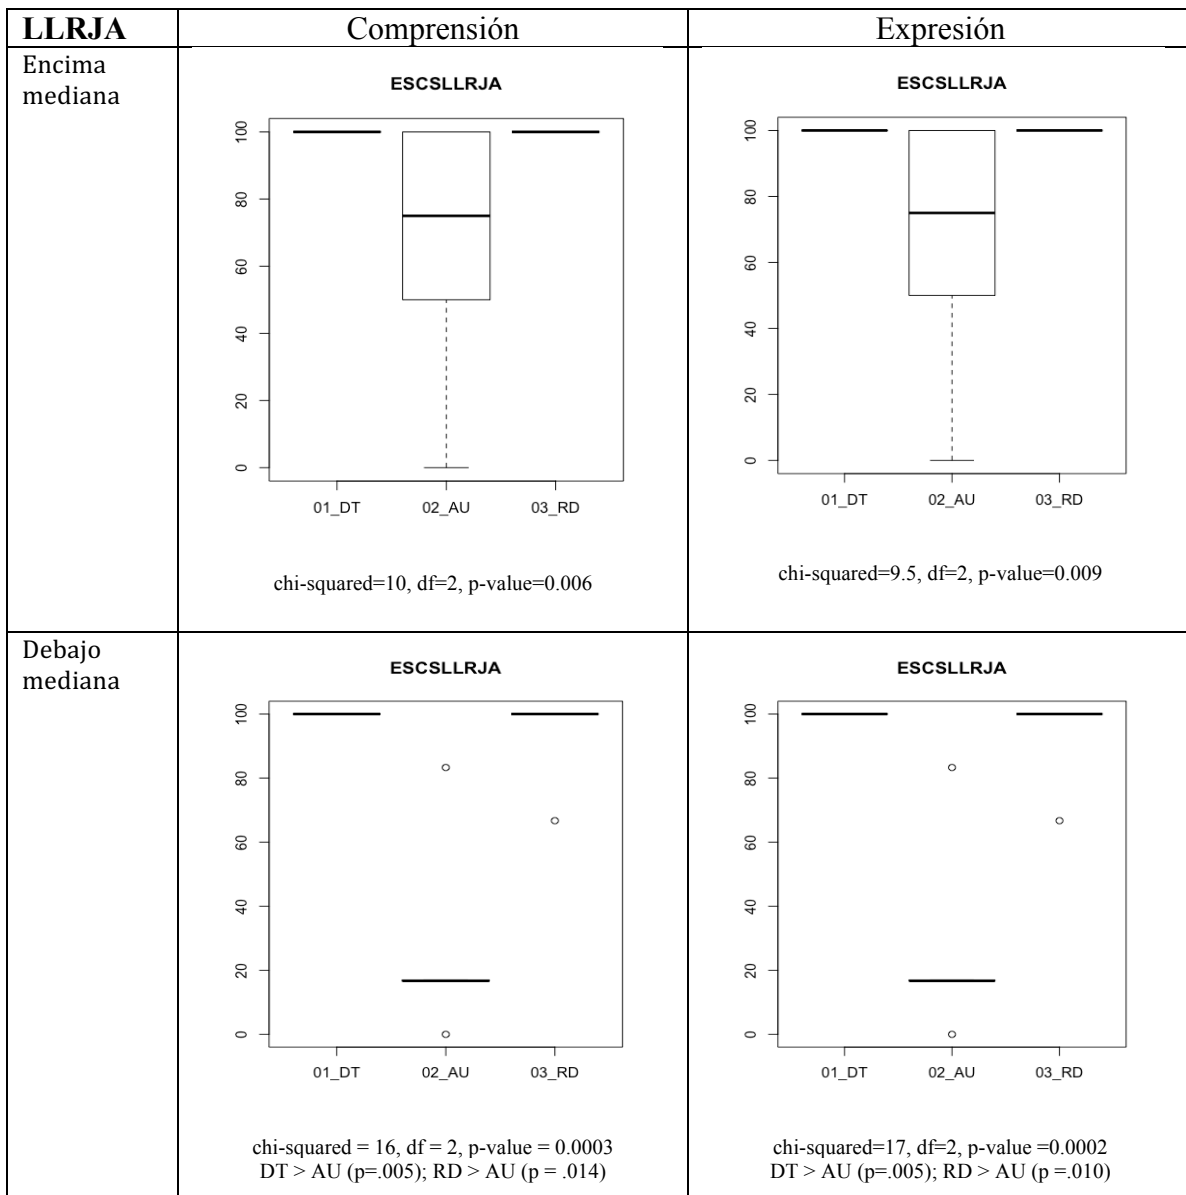 LLRJA Comprensión Expresión
Encima
mediana
ESCSLLRJA
100
80
60
40
20
0
01_DT 02_AU 03_RD
chi-squared=10, df=2, p-value=0.006
ESCSLLRJA
100
80
60
40
20
0
01_DT 02_AU 03_RD
chi-squared=9.5, df=2, p-value=0.009
Debajo
mediana
ESCSLLRJA
100
80
60
40
20
0
01_DT 02_AU 03_RD
chi-squared = 16, df = 2, p-value = 0.0003
DT > AU (p=.005); RD > AU (p = .014)
ESCSLLRJA
100
80
60
40
20
0
01_DT 02_AU 03_RD
chi-squared=17, df=2, p-value =0.0002
DT > AU (p=.005); RD > AU (p =.010)